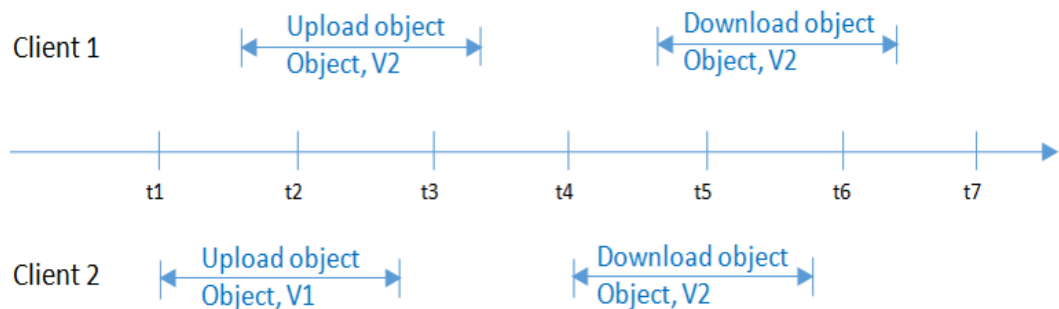 Client 1
Upload object
Object, V2
Download object
Object, V2
t1 t2 t3 t4 t5 t6 t7
Client 2
Upload object
Object, V1
Download object
Object, V2